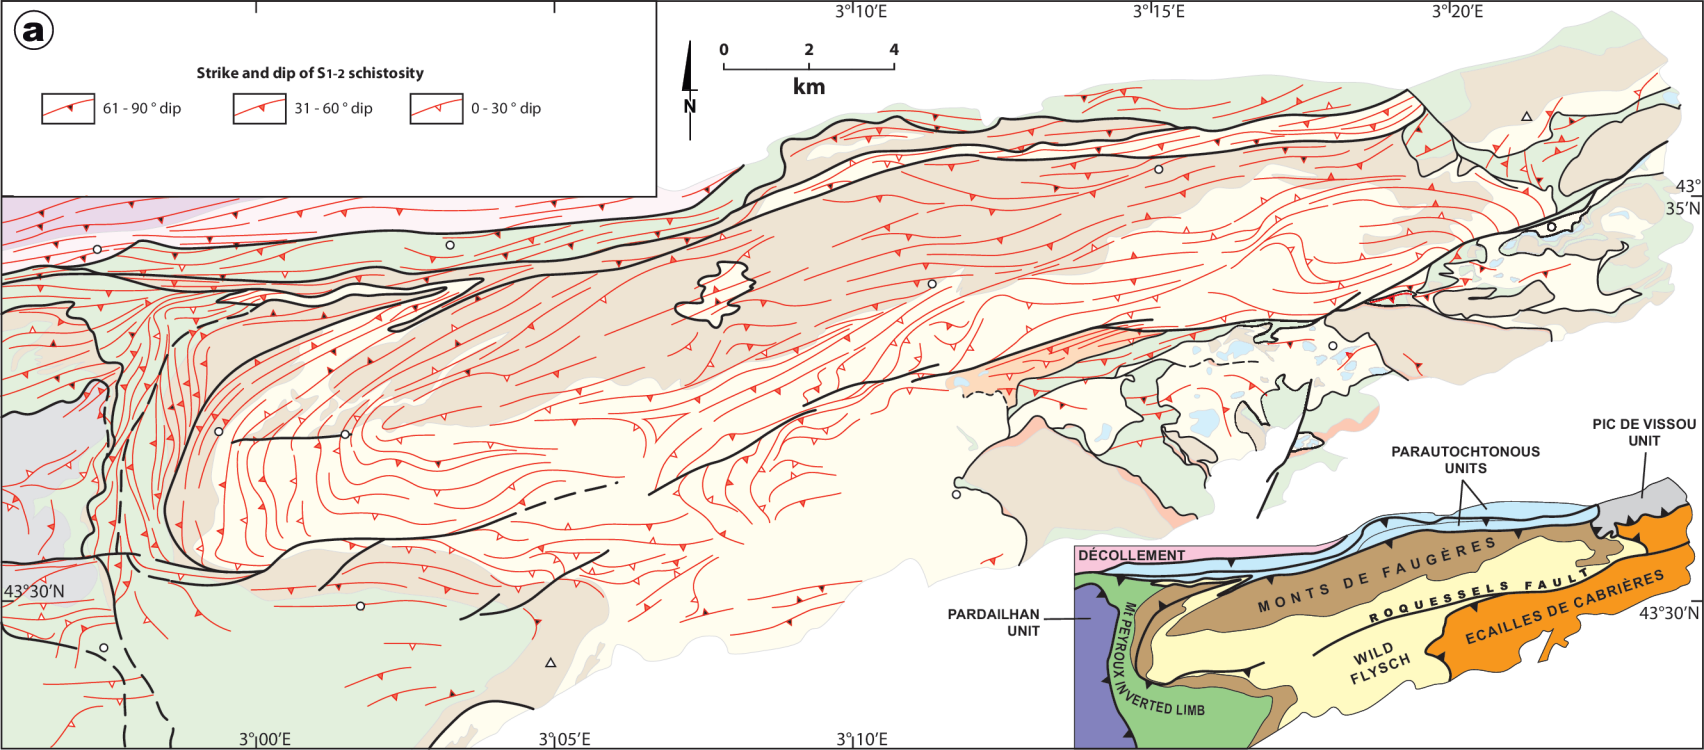 a
Strike and dip of S1-2 schistosity
61 - 90 ° dip
31 - 60 ° dip
0 - 30 ° dip
N
0 2 4
km
3°10′E
3°15′E
3°20′E
43°
35′N
43°30′N
3°00′E
3°05′E
3°10′E
43°30′N
PIC DE VISSOU
UNIT
PARAUTOCHTONOUS
UNITS
DÉCOLLEMENT
MONTS DE FAUGÈRES
ROQUESSELS FAULT
ECAILLES DE CABRIÈRES
PARDAILHAN
UNIT
Mt PEYROUX INVERTED LIMB
WILD
FLYSCH